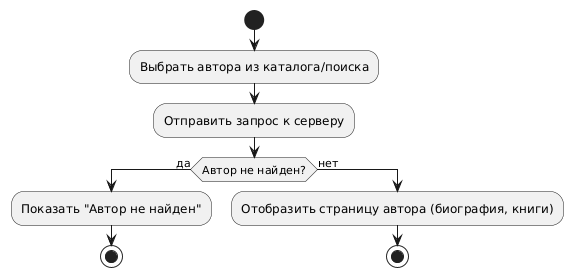 Выбрать автора из каталога/поиска
Отправить запрос к серверу
Автор не найден?
да
нет
Показать "Автор не найден"
Отобразить страницу автора (биография, книги)